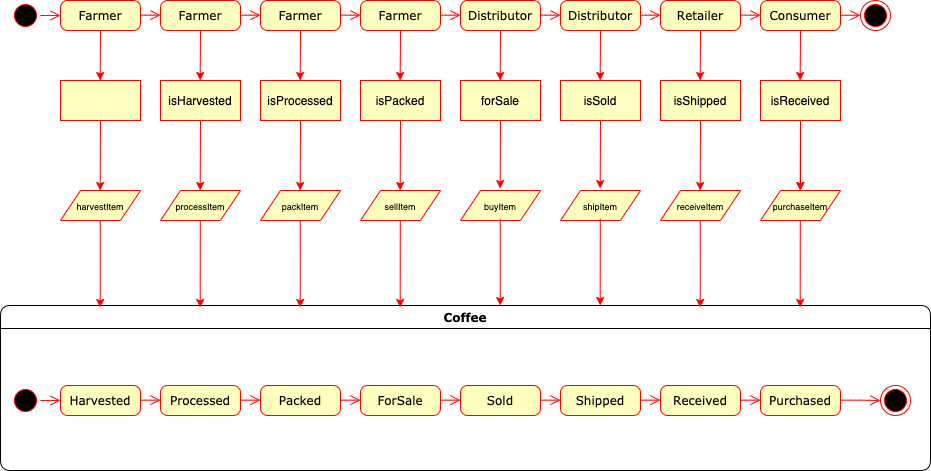 Farmer Farmer Farmer Farmer Distributor Distributor Retailer Consumer
isHarvested isProcessed isPacked forSale isSold isShipped isReceived
harvestItem processItem packItem sellItem buyItem shipItem receiveItem purchaseItem
Coffee
Harvested Processed Packed ForSale Sold Shipped Received Purchased